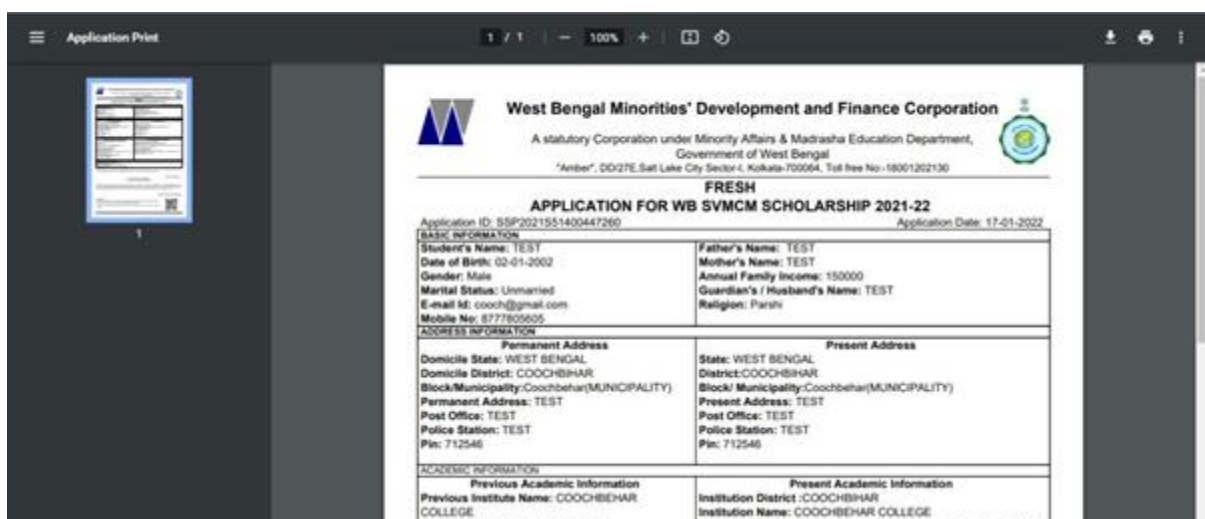 Application Print
1 / 1
100%
1
West Bengal Minorities' Development and Finance Corporation
A statutory Corporation under Minority Affairs & Madrasha Education Department,
Government of West Bengal
"Amber", DD/27E,Salt Lake City Sector-I, Kolkata-700064, Toll free No:-18001202130
FRESH
APPLICATION FOR WB SVMCM SCHOLARSHIP 2021-22
Application ID: SSP2021S51400447260 Application Date: 17-01-2022
BASIC INFORMATION
Student's Name: TEST
Date of Birth: 02-01-2002
Gender: Male
Marital Status: Unmarried
E-mail Id: cooch@gmail.com
Mobile No: 8777805605
Father's Name: TEST
Mother's Name: TEST
Annual Family Income: 150000
Guardian's / Husband's Name: TEST
Religion: Parshi
ADDRESS INFORMATION
Permanent Address
Domicile State: WEST BENGAL
Domicile District: COOCHBIHAR
Block/Municipality:Coochbehar(MUNICIPALITY)
Permanent Address: TEST
Post Office: TEST
Police Station: TEST
Pin: 712546
Present Address
State: WEST BENGAL
District:COOCHBIHAR
Block/ Municipality:Coochbehar(MUNICIPALITY)
Present Address: TEST
Post Office: TEST
Police Station: TEST
Pin: 712546
ACADEMIC INFORMATION
Previous Academic Information
Previous Institute Name: COOCHBEHAR
COLLEGE
Present Academic Information
Institution District :COOCHBIHAR
Institution Name: COOCHBEHAR COLLEGE